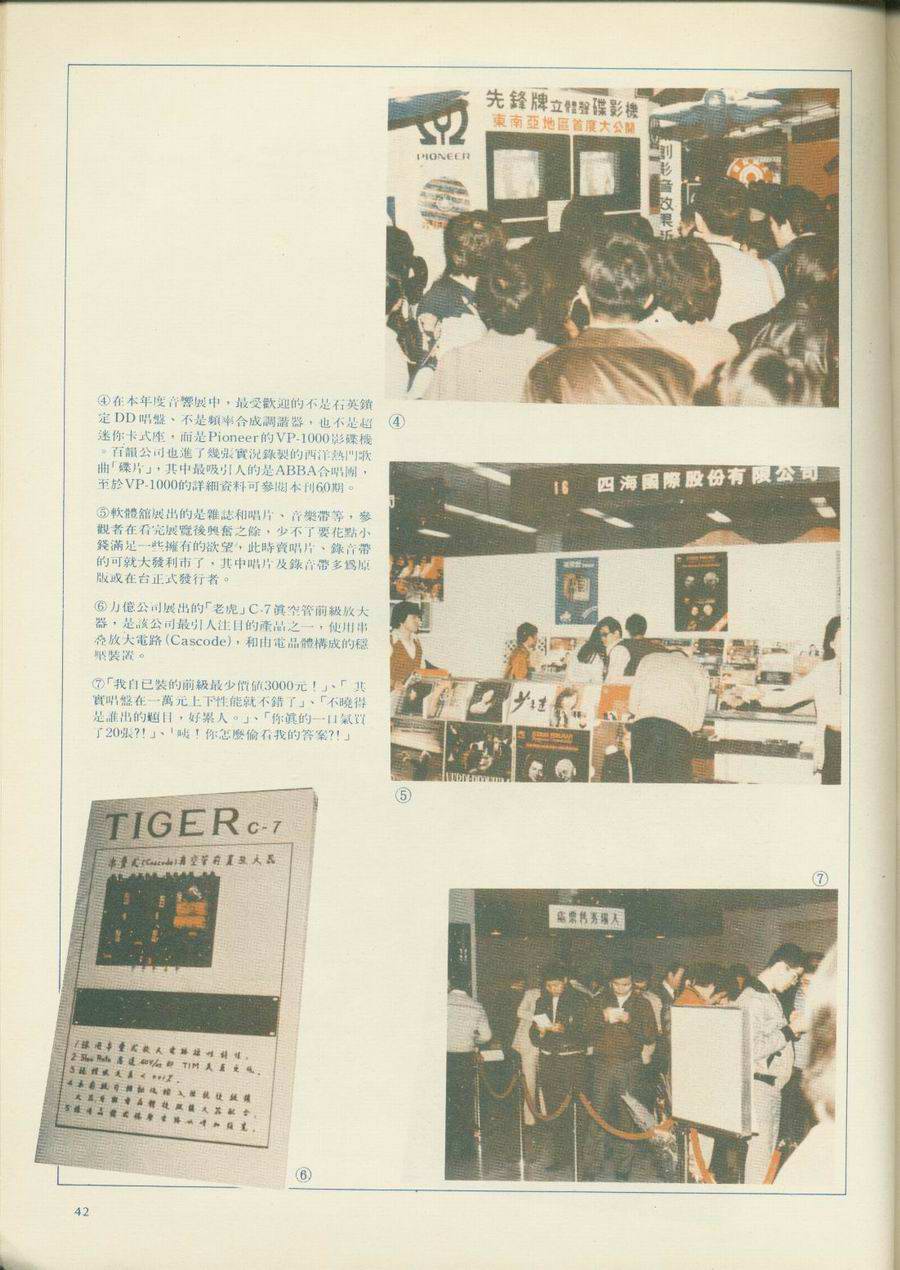 先鋒牌立體聲碟影機
東南亞地區首度大公開
PIONEER
劃影音效果
④
④在本年度音響展中，最受歡迎的不是石英鎖
定DD唱盤、不是頻率合成調諧器，也不是超
迷你卡式座，而是Pioneer的VP-1000影碟機
。百韻公司也進了幾張實況錄製的西洋熱門歌
曲「碟片」，其中最吸引人的是ABBA合唱團，
至於VP-1000的詳細資料可參閱本刊60期。
16 四海國際股份有限公司
⑤
⑤軟體館展出的是雜誌和唱片、音樂帶等，參
觀者在看完展覽後興奮之餘，少不了要花點小
錢滿足一些擁有的欲望，此時賣唱片、錄音帶
的可就大發利市了，其中唱片及錄音帶多爲原
版或在台正式發行者。
⑥力億公司展出的「老虎」C-7眞空管前級放大
器，是該公司最引人注目的產品之一，使用串
叠放大電路(Cascode)，和由電晶體構成的穩
壓裝置。
⑦「我自己裝的前級最少價值3000元！」、「其
實唱盤在一萬元上下性能就不錯了」、「不曉得
是誰出的題目，好累人。」、「你眞的一口氣買
了20張?!」、「咦！你怎麼偷看我的答案?!」
TIGER C-7
串疊式(Cascode)真空管前置放大器
⑥
⑦
入場券售票處
42